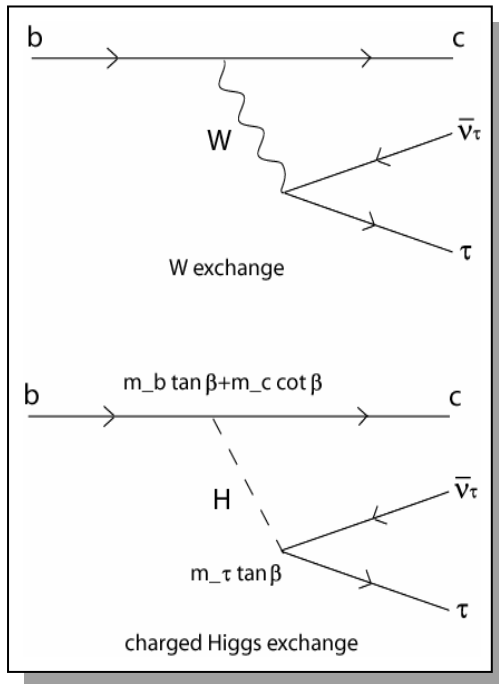 b c
W
ν̄τ
τ
W exchange
m_b tan β+m_c cot β
b c
H
ν̄τ
m_τ tan β
τ
charged Higgs exchange